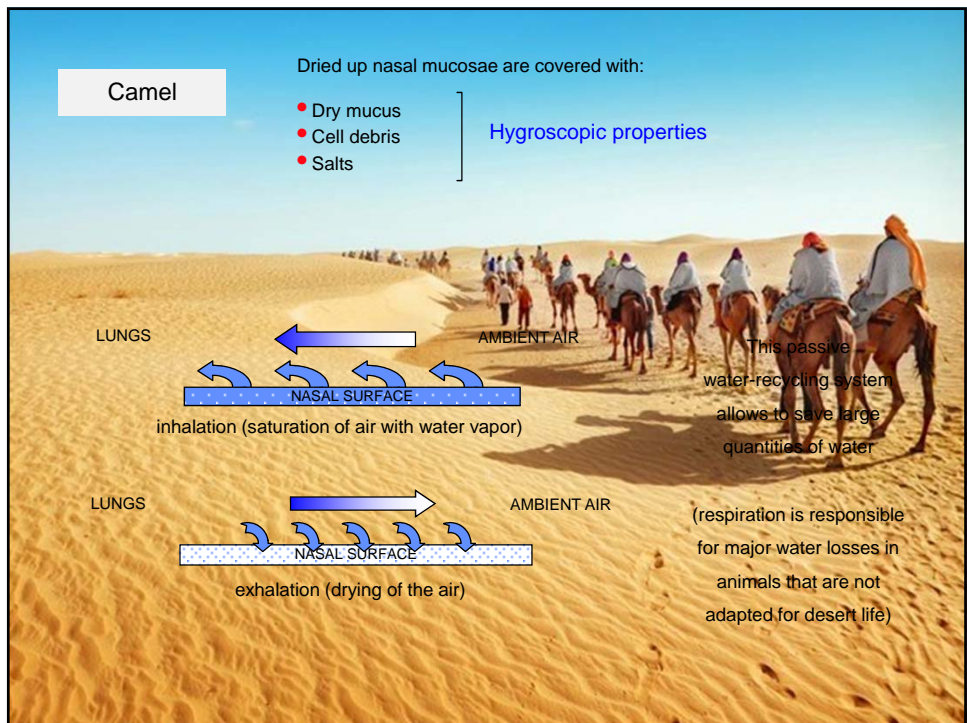 Camel
Dried up nasal mucosae are covered with:
Dry mucus
Cell debris
Salts
Hygroscopic properties
LUNGS
AMBIENT AIR
NASAL SURFACE
inhalation (saturation of air with water vapor)
This passive
water-recycling system
allows to save large
quantities of water
LUNGS
AMBIENT AIR
NASAL SURFACE
exhalation (drying of the air)
(respiration is responsible
for major water losses in
animals that are not
adapted for desert life)